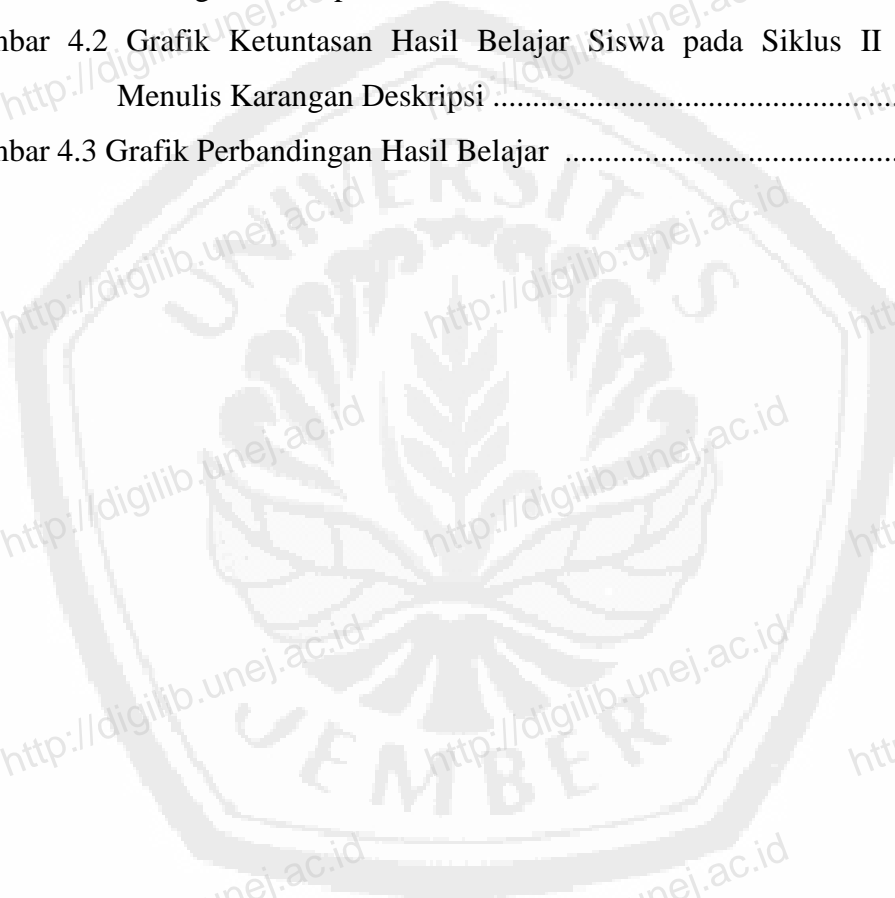 mbar 4.2 Grafik Ketuntasan Hasil Belajar Siswa pada Siklus II
Menulis Karangan Deskripsi ....................................................
mbar 4.3 Grafik Perbandingan Hasil Belajar ..........................................
UNIVERSITAS
JEMBER
http://digilib.unej.ac.id
http://digilib.unej.ac.id
http://digilib.unej.ac.id
http://digilib.unej.ac.id
http://digilib.unej.ac.id
http://digilib.unej.ac.id
http://digilib.unej.ac.id
http://digilib.unej.ac.id